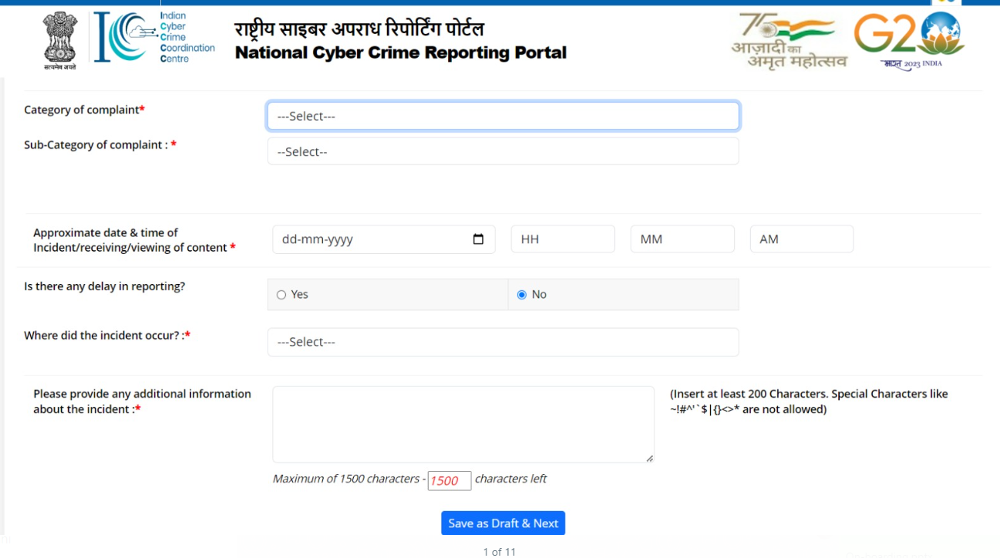 सत्यमेव जयते
Indian
Cyber
Crime
Coordination
Centre
राष्ट्रीय साइबर अपराध रिपोर्टिंग पोर्टल
National Cyber Crime Reporting Portal
75
आज़ादी का
अमृत महोत्सव
G20
भारत 2023 INDIA
Category of complaint*
---Select---
Sub-Category of complaint : *
--Select--
Approximate date & time of
Incident/receiving/viewing of content *
dd-mm-yyyy
HH
MM
AM
Is there any delay in reporting?
Yes
No
Where did the incident occur? :*
---Select---
Please provide any additional information
about the incident :*
(Insert at least 200 Characters. Special Characters like
~!#^'`$|{}<>* are not allowed)
Maximum of 1500 characters - 1500 characters left
Save as Draft & Next
1 of 11